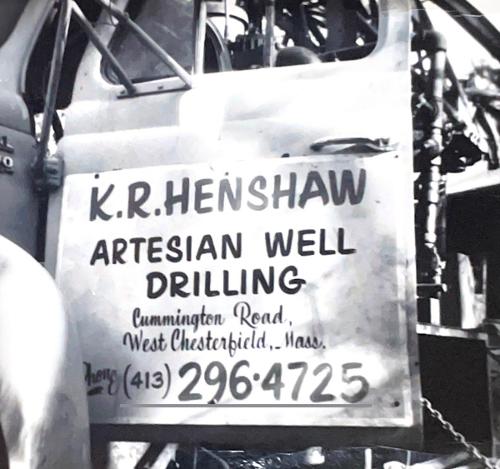 K.R.HENSHAW
ARTESIAN WELL
DRILLING
Cummington Road,
West Chesterfield, Mass.
Phone (413) 296·4725